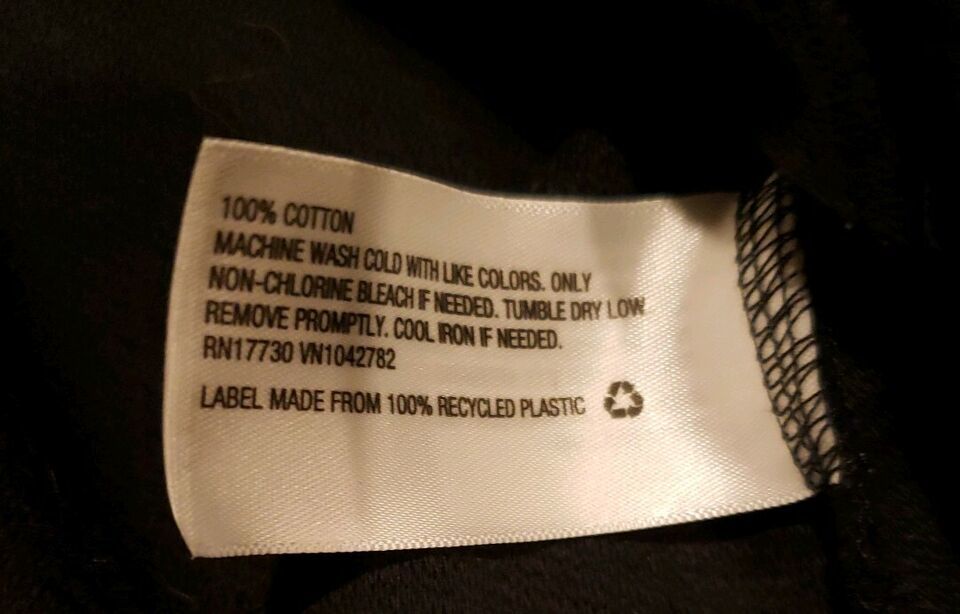 100% COTTON
MACHINE WASH COLD WITH LIKE COLORS. ONLY
NON-CHLORINE BLEACH IF NEEDED. TUMBLE DRY LOW
REMOVE PROMPTLY. COOL IRON IF NEEDED.
RN17730 VN1042782
LABEL MADE FROM 100% RECYCLED PLASTIC